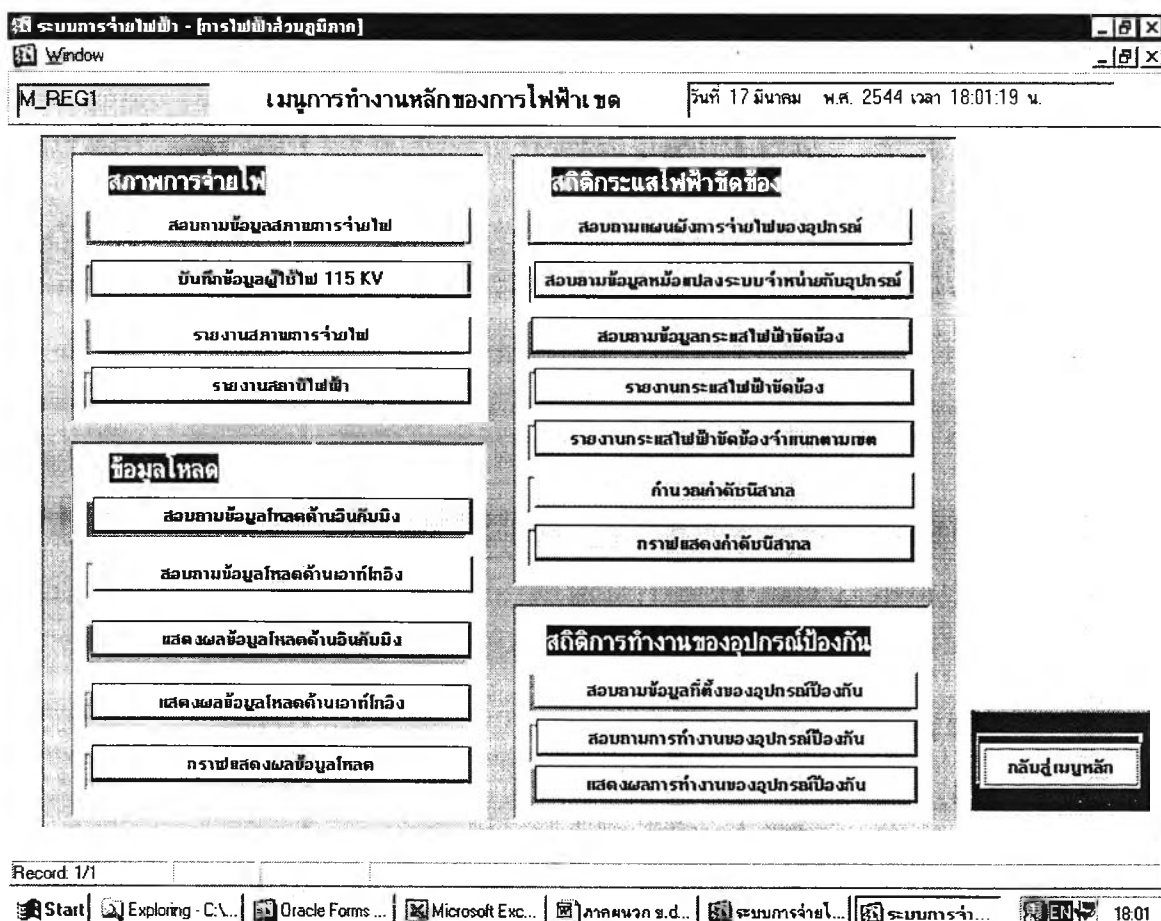 ระบบการจ่ายไฟฟ้า - [การไฟฟ้าส่วนภูมิภาค]
Window
M_REG1
เมนูการทำงานหลักของการไฟฟ้าเขต
วันที่ 17 มีนาคม พ.ศ. 2544 เวลา 18:01:19 น.
สภาพการจ่ายไฟ
สอบถามข้อมูลสภาพการจ่ายไฟ
บันทึกข้อมูลผู้ใช้ไฟ 115 KV
รายงานสภาพการจ่ายไฟ
รายงานสถานีไฟฟ้า
ข้อมูลโหลด
สอบถามข้อมูลโหลดด้านอินคัมมิง
สอบถามข้อมูลโหลดด้านเอาท์โกอิง
แสดงผลข้อมูลโหลดด้านอินคัมมิง
แสดงผลข้อมูลโหลดด้านเอาท์โกอิง
กราฟแสดงผลข้อมูลโหลด
สถิติกระแสไฟฟ้าขัดข้อง
สอบถามแผนผังการจ่ายไฟของอุปกรณ์
สอบถามข้อมูลหม้อแปลงระบบจำหน่ายกับอุปกรณ์
สอบถามข้อมูลกระแสไฟฟ้าขัดข้อง
รายงานกระแสไฟฟ้าขัดข้อง
รายงานกระแสไฟฟ้าขัดข้องจำแนกตามเขต
คำนวณค่าดัชนีสากล
กราฟแสดงค่าดัชนีสากล
สถิติการทำงานของอุปกรณ์ป้องกัน
สอบถามข้อมูลที่ตั้งของอุปกรณ์ป้องกัน
สอบถามการทำงานของอุปกรณ์ป้องกัน
แสดงผลการทำงานของอุปกรณ์ป้องกัน
กลับสู่เมนูหลัก
Record: 1/1
Start
Exploring - C:\...
Oracle Forms ...
Microsoft Exc...
ภาคผนวก ข.d...
ระบบการจ่ายไ...
ระบบการจ่า...
EN
18:01